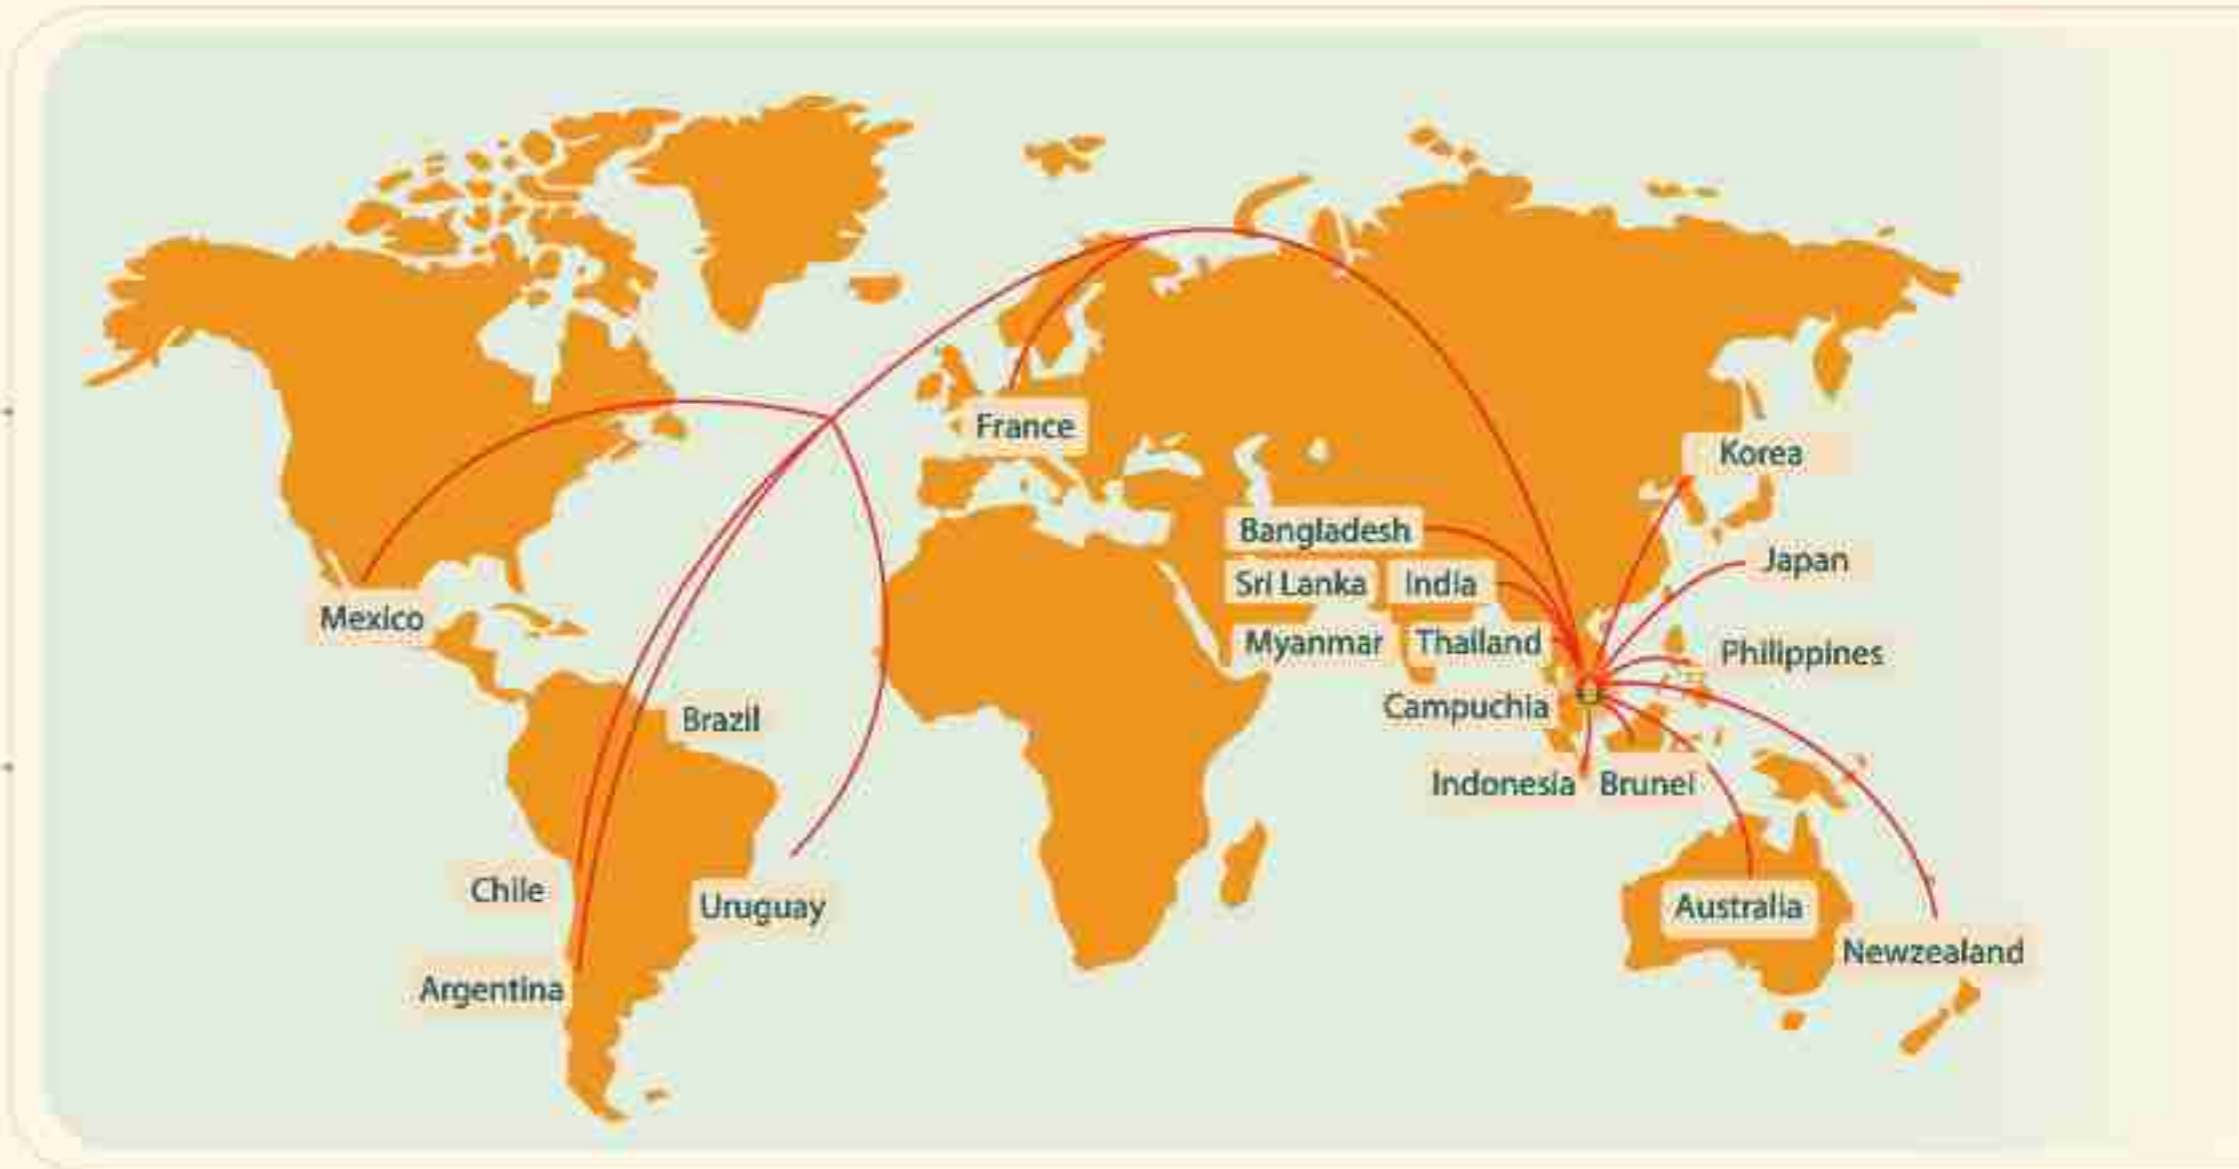 France
Korea
Bangladesh
Japan
Sri Lanka India
Mexico
Myanmar Thailand
Philippines
Brazil
Campuchia
Indonesia Brunei
Chile
Uruguay
Australia
Newzealand
Argentina